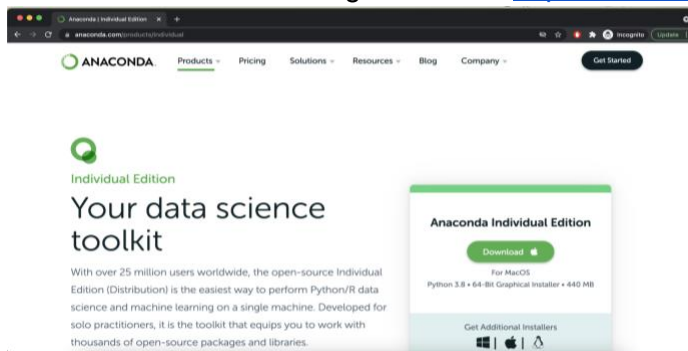 Anaconda | Individual Edition
anaconda.com/products/individual
Incognito
Update
ANACONDA.
Products
Pricing
Solutions
Resources
Blog
Company
Get Started
Individual Edition
Your data science
toolkit
With over 25 million users worldwide, the open-source Individual
Edition (Distribution) is the easiest way to perform Python/R data
science and machine learning on a single machine. Developed for
solo practitioners, it is the toolkit that equips you to work with
thousands of open-source packages and libraries.
Anaconda Individual Edition
Download
For MacOS
Python 3.8 • 64-Bit Graphical Installer • 440 MB
Get Additional Installers